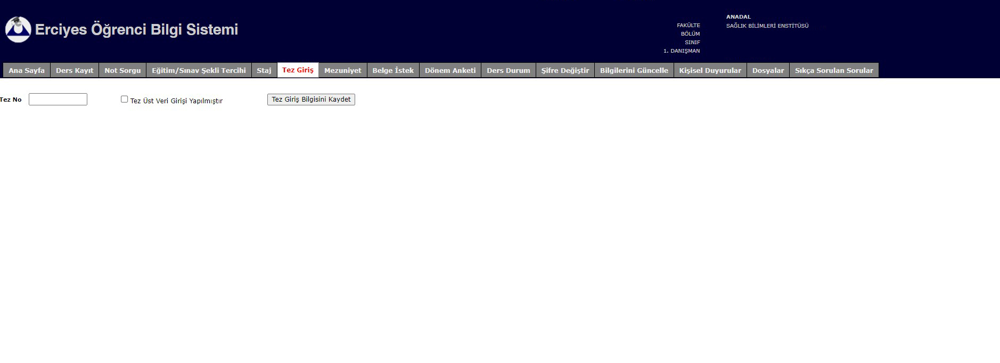 Erciyes Öğrenci Bilgi Sistemi
ANADAL
FAKÜLTE SAĞLIK BİLİMLERİ ENSTİTÜSÜ
BÖLÜM
SINIF
1. DANIŞMAN
Ana Sayfa Ders Kayıt Not Sorgu Eğitim/Sınav Şekli Tercihi Staj Tez Giriş Mezuniyet Belge İstek Dönem Anketi Ders Durum Şifre Değiştir Bilgilerini Güncelle Kişisel Duyurular Dosyalar Sıkça Sorulan Sorular
Tez No Tez Üst Veri Girişi Yapılmıştır Tez Giriş Bilgisini Kaydet